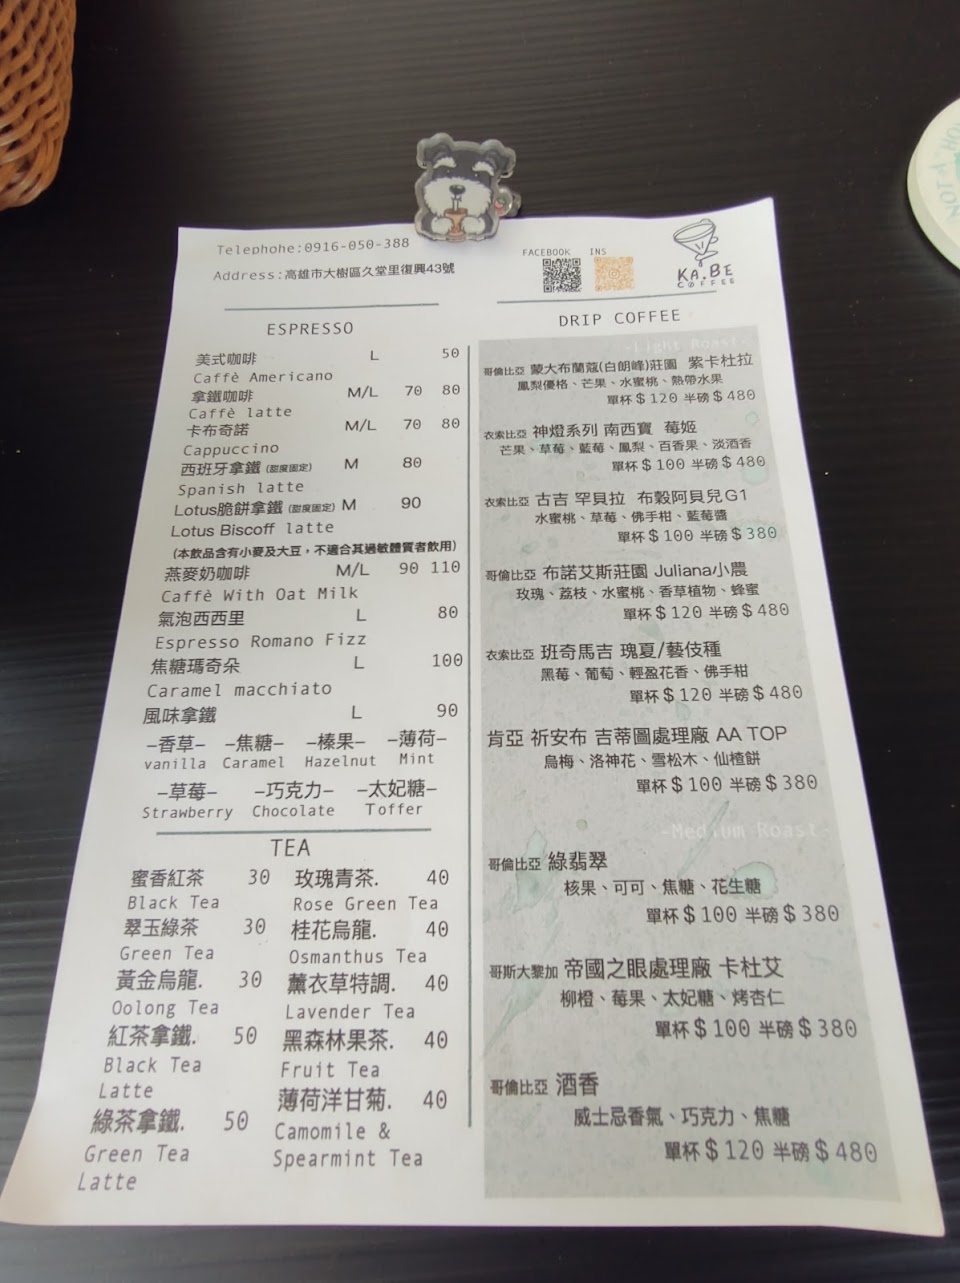 Telephohe:0916-050-388
Address:高雄市大樹區久堂里復興43號
FACEBOOK INS
KA.BE
COFFEE
ESPRESSO
美式咖啡 L 50
Caffè Americano
拿鐵咖啡 M/L 70 80
Caffè latte
卡布奇諾 M/L 70 80
Cappuccino
西班牙拿鐵 (甜度固定) M 80
Spanish latte
Lotus脆餅拿鐵 (甜度固定) M 90
Lotus Biscoff latte
(本飲品含有小麥及大豆，不適合其過敏體質者飲用)
燕麥奶咖啡 M/L 90 110
Caffè With Oat Milk
氣泡西西里 L 80
Espresso Romano Fizz
焦糖瑪奇朵 L 100
Caramel macchiato
風味拿鐵 L 90
—香草— —焦糖— —榛果— —薄荷—
vanilla Caramel Hazelnut Mint
—草莓— —巧克力— —太妃糖—
Strawberry Chocolate Toffer
TEA
蜜香紅茶 30
Black Tea
翠玉綠茶 30
Green Tea
黃金烏龍. 30
Oolong Tea
紅茶拿鐵. 50
Black Tea
Latte
綠茶拿鐵. 50
Green Tea
Latte
玫瑰青茶. 40
Rose Green Tea
桂花烏龍. 40
Osmanthus Tea
薰衣草特調. 40
Lavender Tea
黑森林果茶. 40
Fruit Tea
薄荷洋甘菊. 40
Camomile &
Spearmint Tea
DRIP COFFEE
-Light Roast-
哥倫比亞 蒙大布蘭蔻(白朗峰)莊園 紫卡杜拉
鳳梨優格、芒果、水蜜桃、熱帶水果
單杯$120 半磅$480
衣索比亞 神燈系列 南西寶 莓姬
芒果、草莓、藍莓、鳳梨、百香果、淡酒香
單杯$100 半磅$480
衣索比亞 古吉 罕貝拉 布穀阿貝兒G1
水蜜桃、草莓、佛手柑、藍莓醬
單杯$100 半磅$380
哥倫比亞 布諾艾斯莊園 Juliana小農
玫瑰、荔枝、水蜜桃、香草植物、蜂蜜
單杯$120 半磅$480
衣索比亞 班奇馬吉 瑰夏/藝伎種
黑莓、葡萄、輕盈花香、佛手柑
單杯$120 半磅$480
肯亞 祈安布 吉蒂圖處理廠 AA TOP
烏梅、洛神花、雪松木、仙楂餅
單杯$100 半磅$380
-Medium Roast-
哥倫比亞 綠翡翠
核果、可可、焦糖、花生糖
單杯$100 半磅$380
哥斯大黎加 帝國之眼處理廠 卡杜艾
柳橙、莓果、太妃糖、烤杏仁
單杯$100 半磅$380
哥倫比亞 酒香
威士忌香氣、巧克力、焦糖
單杯$120 半磅$480